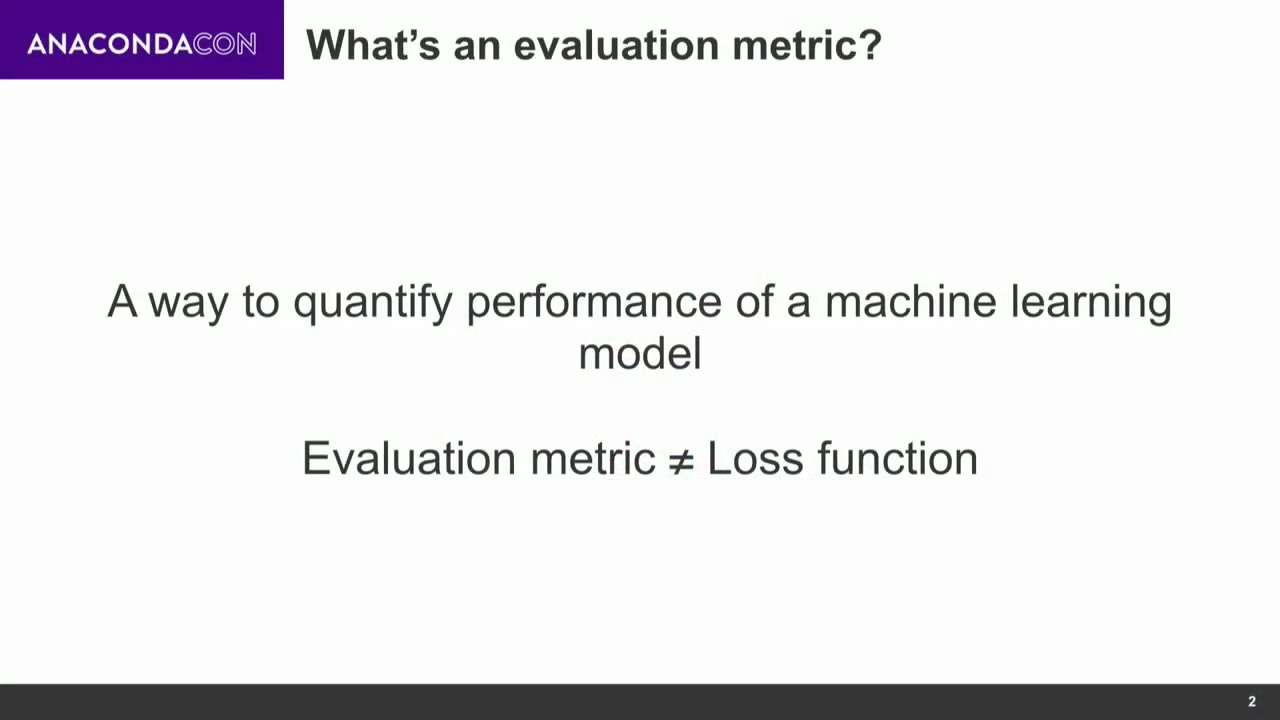 ANACONDACON
What's an evaluation metric?
A way to quantify performance of a machine learning
model
Evaluation metric ≠ Loss function
2